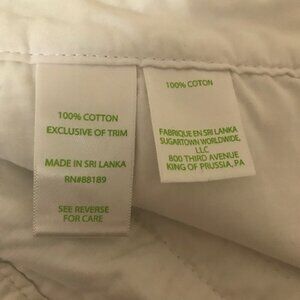 100% COTTON
EXCLUSIVE OF TRIM
MADE IN SRI LANKA
RN#88189
SEE REVERSE
FOR CARE
100% COTON
FABRIQUE EN SRI LANKA
SUGARTOWN WORLDWIDE,
LLC
800 THIRD AVENUE
KING OF PRUSSIA, PA